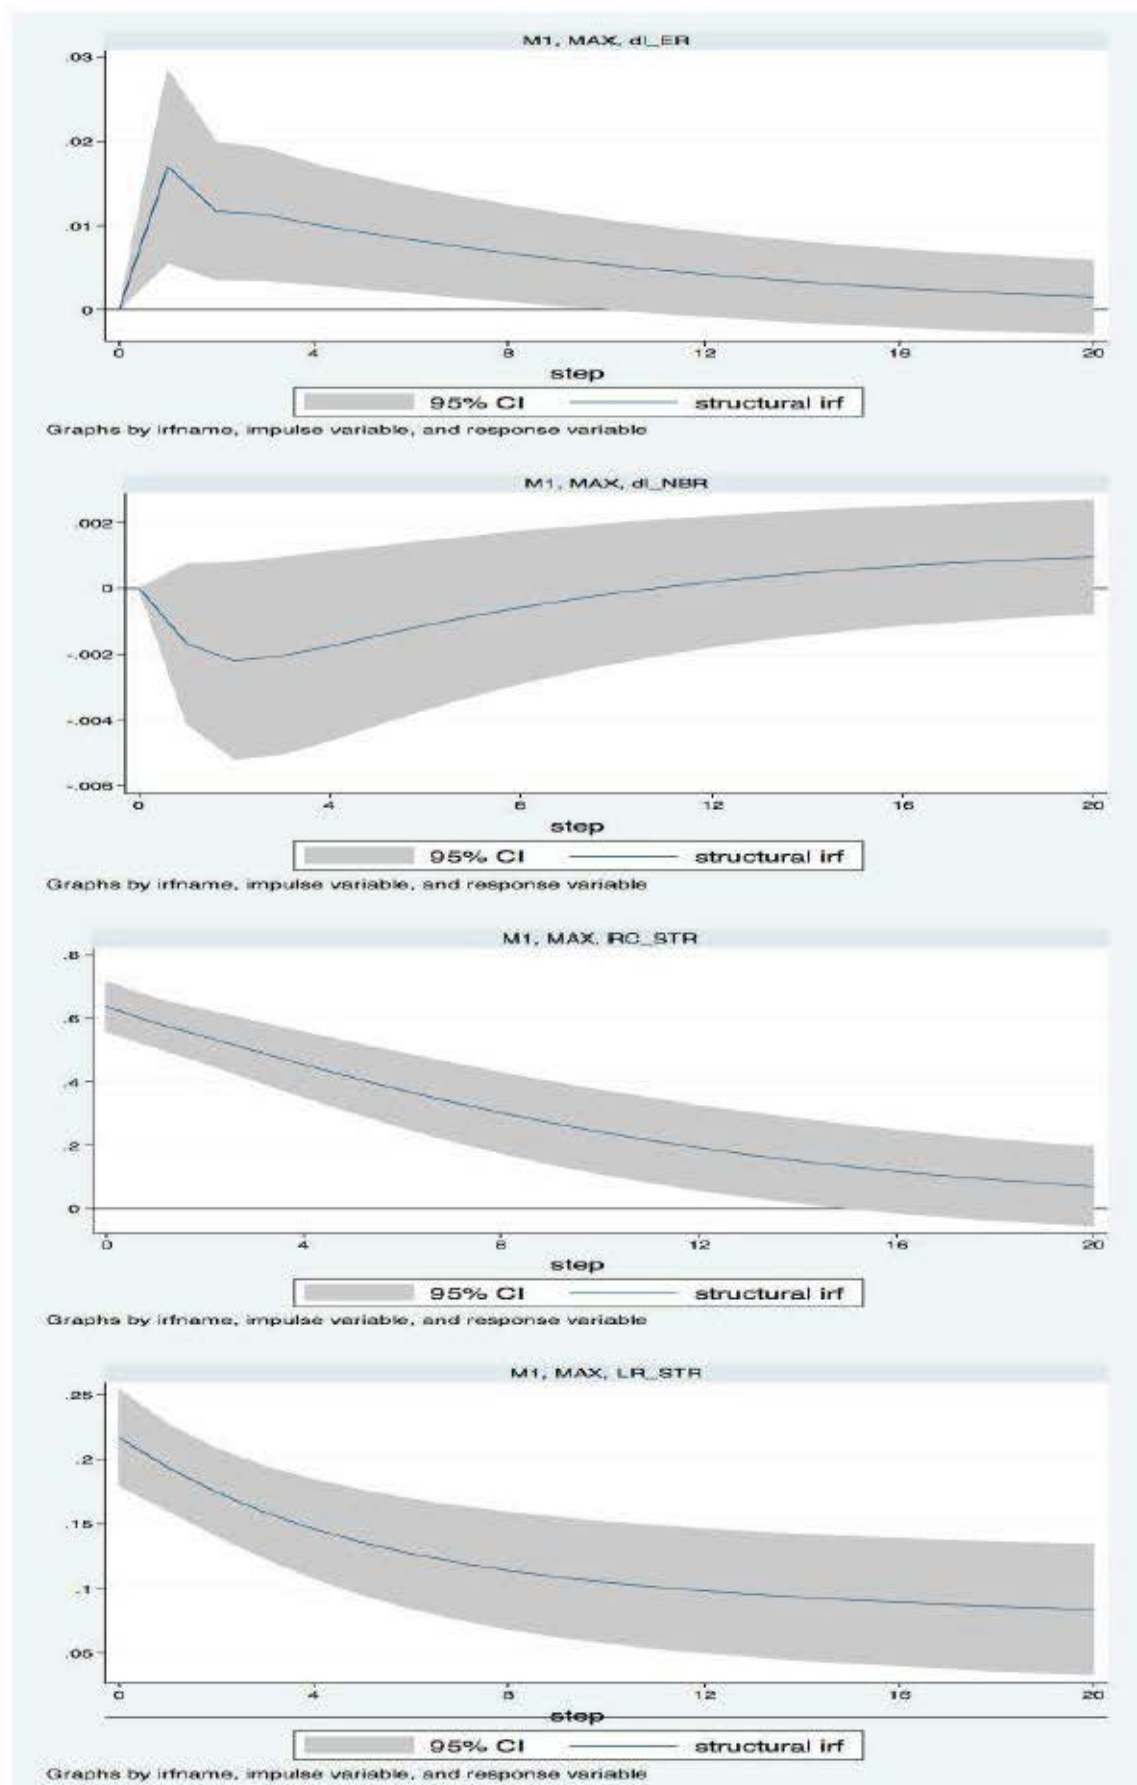 M1, MAX, dl_ER
.03
.02
.01
0
0 4 8 12 16 20
step
95% CI structural irf
Graphs by irfname, impulse variable, and response variable
M1, MAX, dl_NBR
.002
0
-.002
-.004
-.006
0 4 8 12 16 20
step
95% CI structural irf
Graphs by irfname, impulse variable, and response variable
M1, MAX, IRC_STR
.8
.6
.4
.2
0
0 4 8 12 16 20
step
95% CI structural irf
Graphs by irfname, impulse variable, and response variable
M1, MAX, LR_STR
.25
.2
.15
.1
.05
0 4 8 12 16 20
step
95% CI structural irf
Graphs by irfname, impulse variable, and response variable